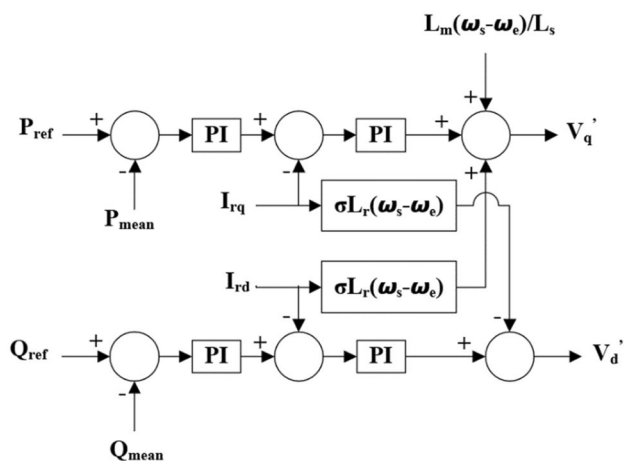 Lm(ωs-ωe)/Ls
+
Pref + PI + PI + Vq'
- - +
Pmean
Irq σLr(ωs-ωe)
Ird σLr(ωs-ωe)
- -
Qref + PI + PI + Vd'
-
Qmean